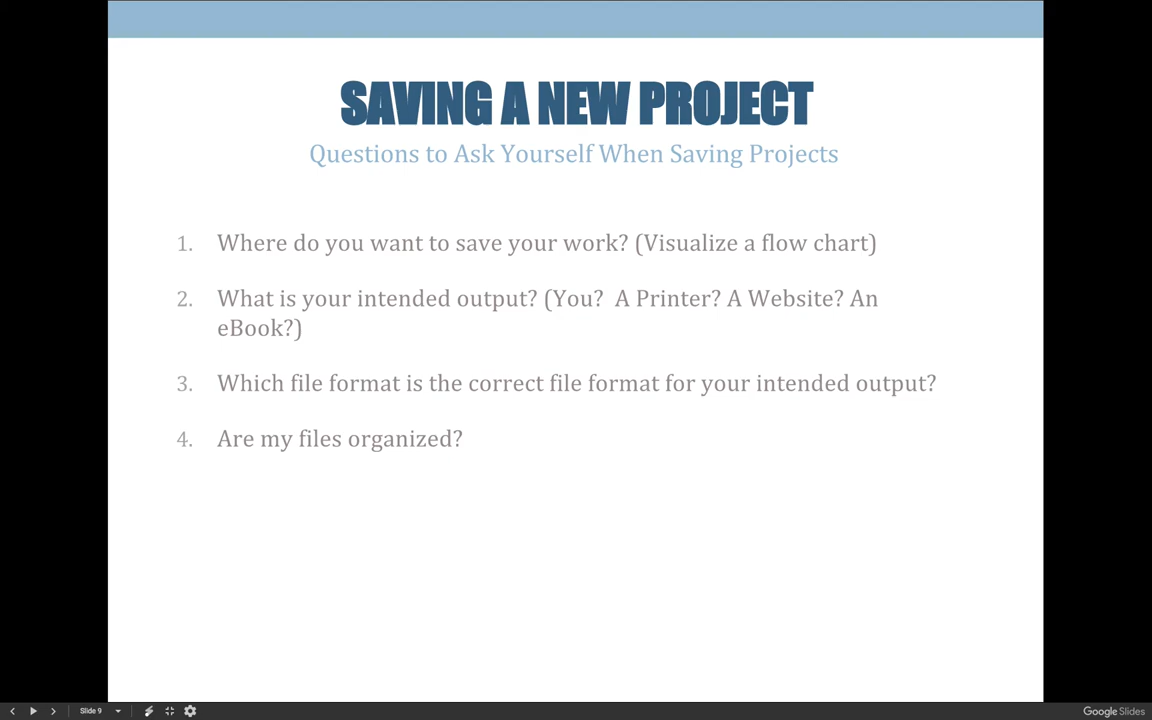 SAVING A NEW PROJECT
Questions to Ask Yourself When Saving Projects
1. Where do you want to save your work? (Visualize a flow chart)
2. What is your intended output? (You?  A Printer? A Website? An
eBook?)
3. Which file format is the correct file format for your intended output?
4. Are my files organized?
Slide 9
Google Slides